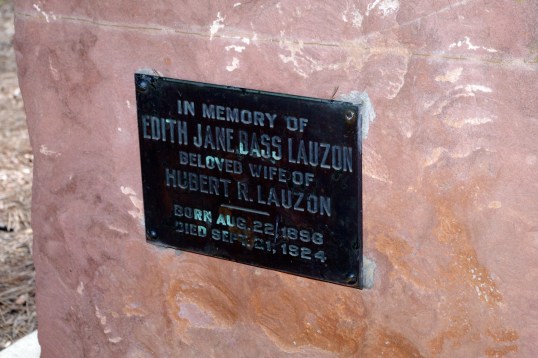 IN MEMORY OF
EDITH JANE BASS LAUZON
BELOVED WIFE OF
HUBERT R. LAUZON
BORN AUG. 22, 1898
DIED SEPT. 21, 1924